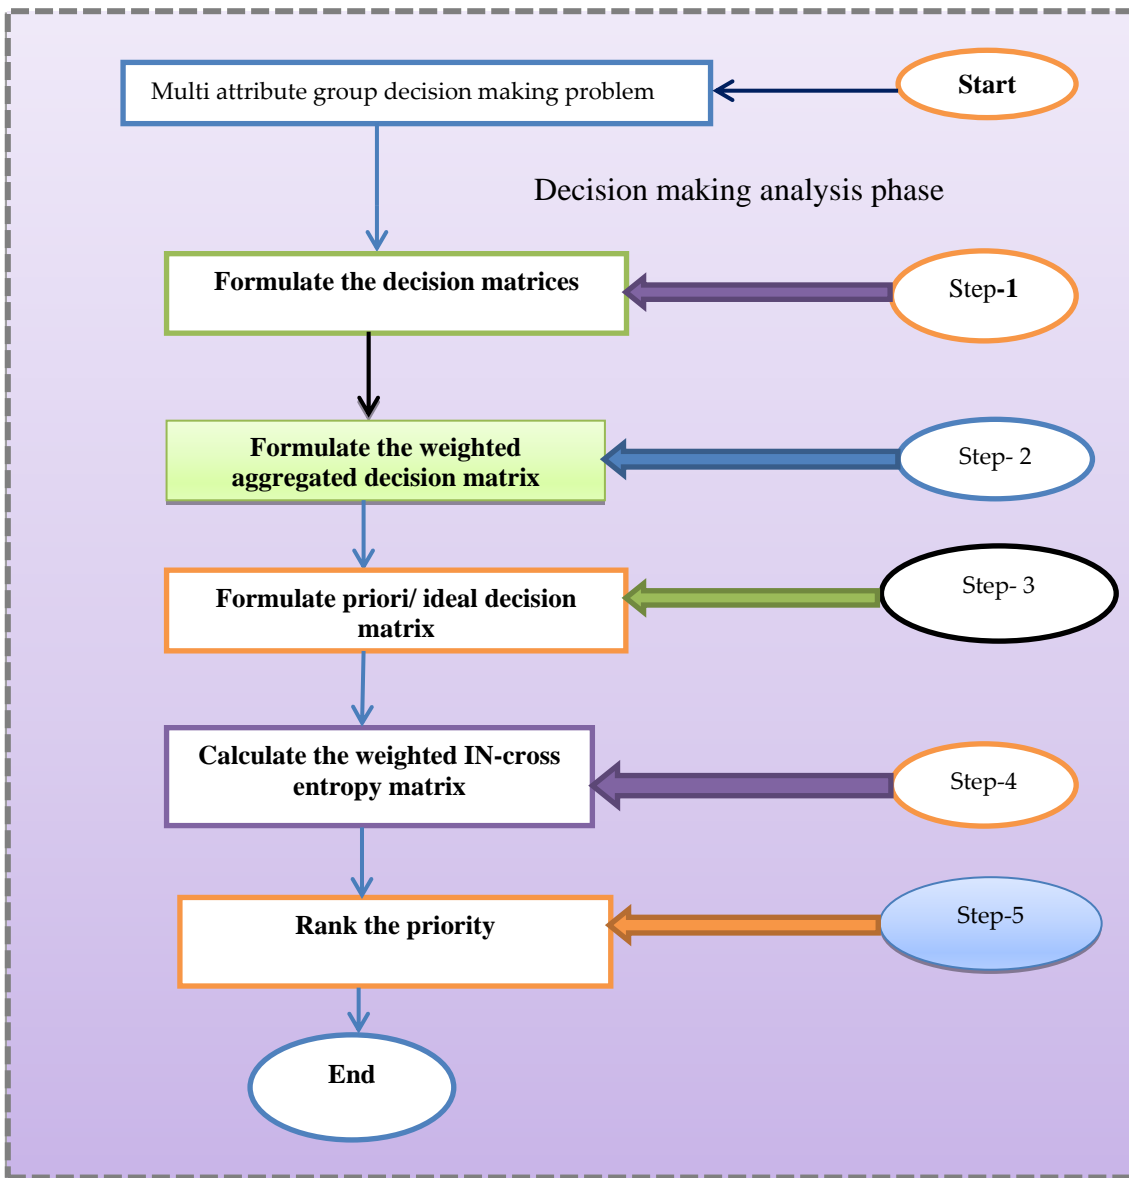 Multi attribute group decision making problem
Start
Decision making analysis phase
Formulate the decision matrices
Step-1
Formulate the weighted
aggregated decision matrix
Step- 2
Formulate priori/ ideal decision
matrix
Step- 3
Calculate the weighted IN-cross
entropy matrix
Step-4
Rank the priority
Step-5
End